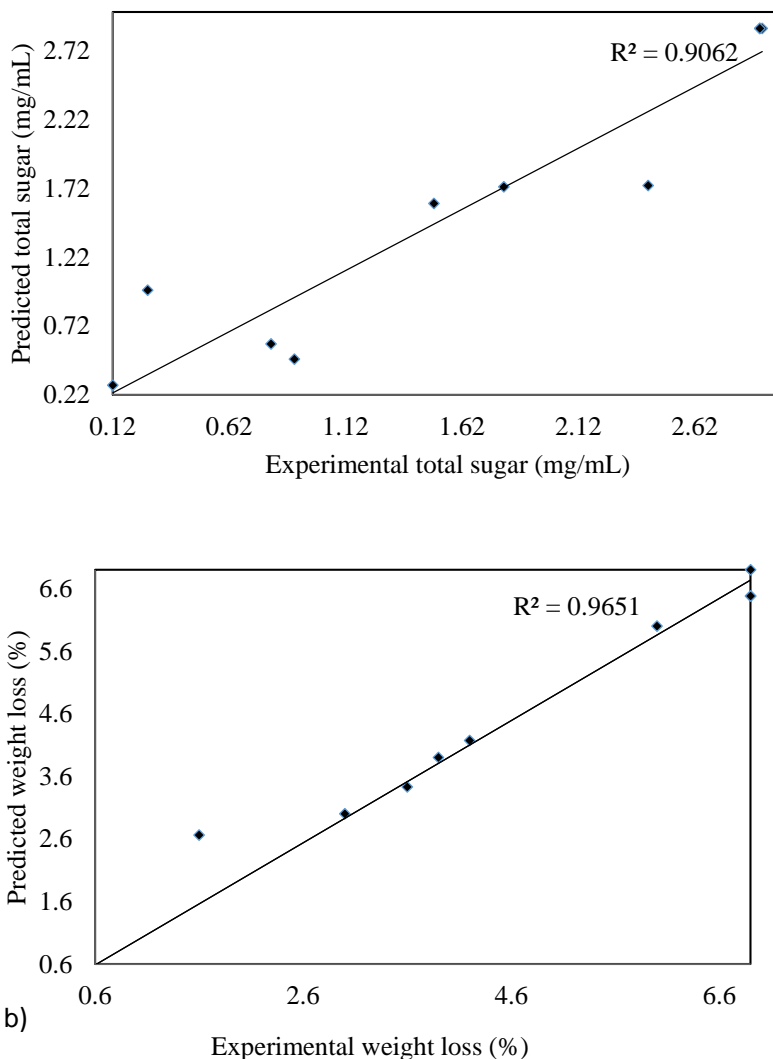 2.72
R² = 0.9062
2.22
1.72
1.22
0.72
0.22
Predicted total sugar (mg/mL)
0.12 0.62 1.12 1.62 2.12 2.62
Experimental total sugar (mg/mL)
6.6
R² = 0.9651
5.6
4.6
3.6
2.6
1.6
0.6
Predicted weight loss (%)
0.6 2.6 4.6 6.6
b)
Experimental weight loss (%)